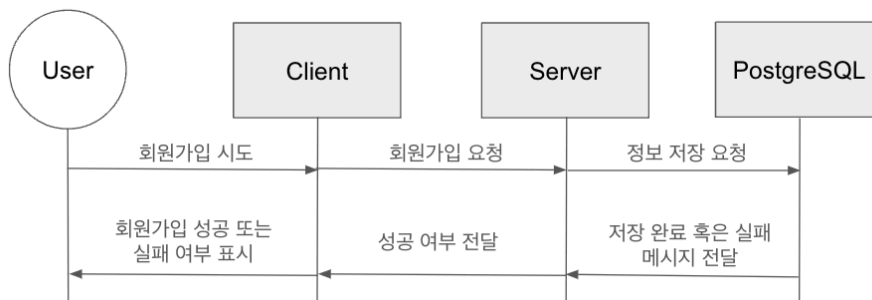 User
Client
Server
PostgreSQL
회원가입 시도
회원가입 요청
정보 저장 요청
회원가입 성공 또는
실패 여부 표시
성공 여부 전달
저장 완료 혹은 실패
메시지 전달